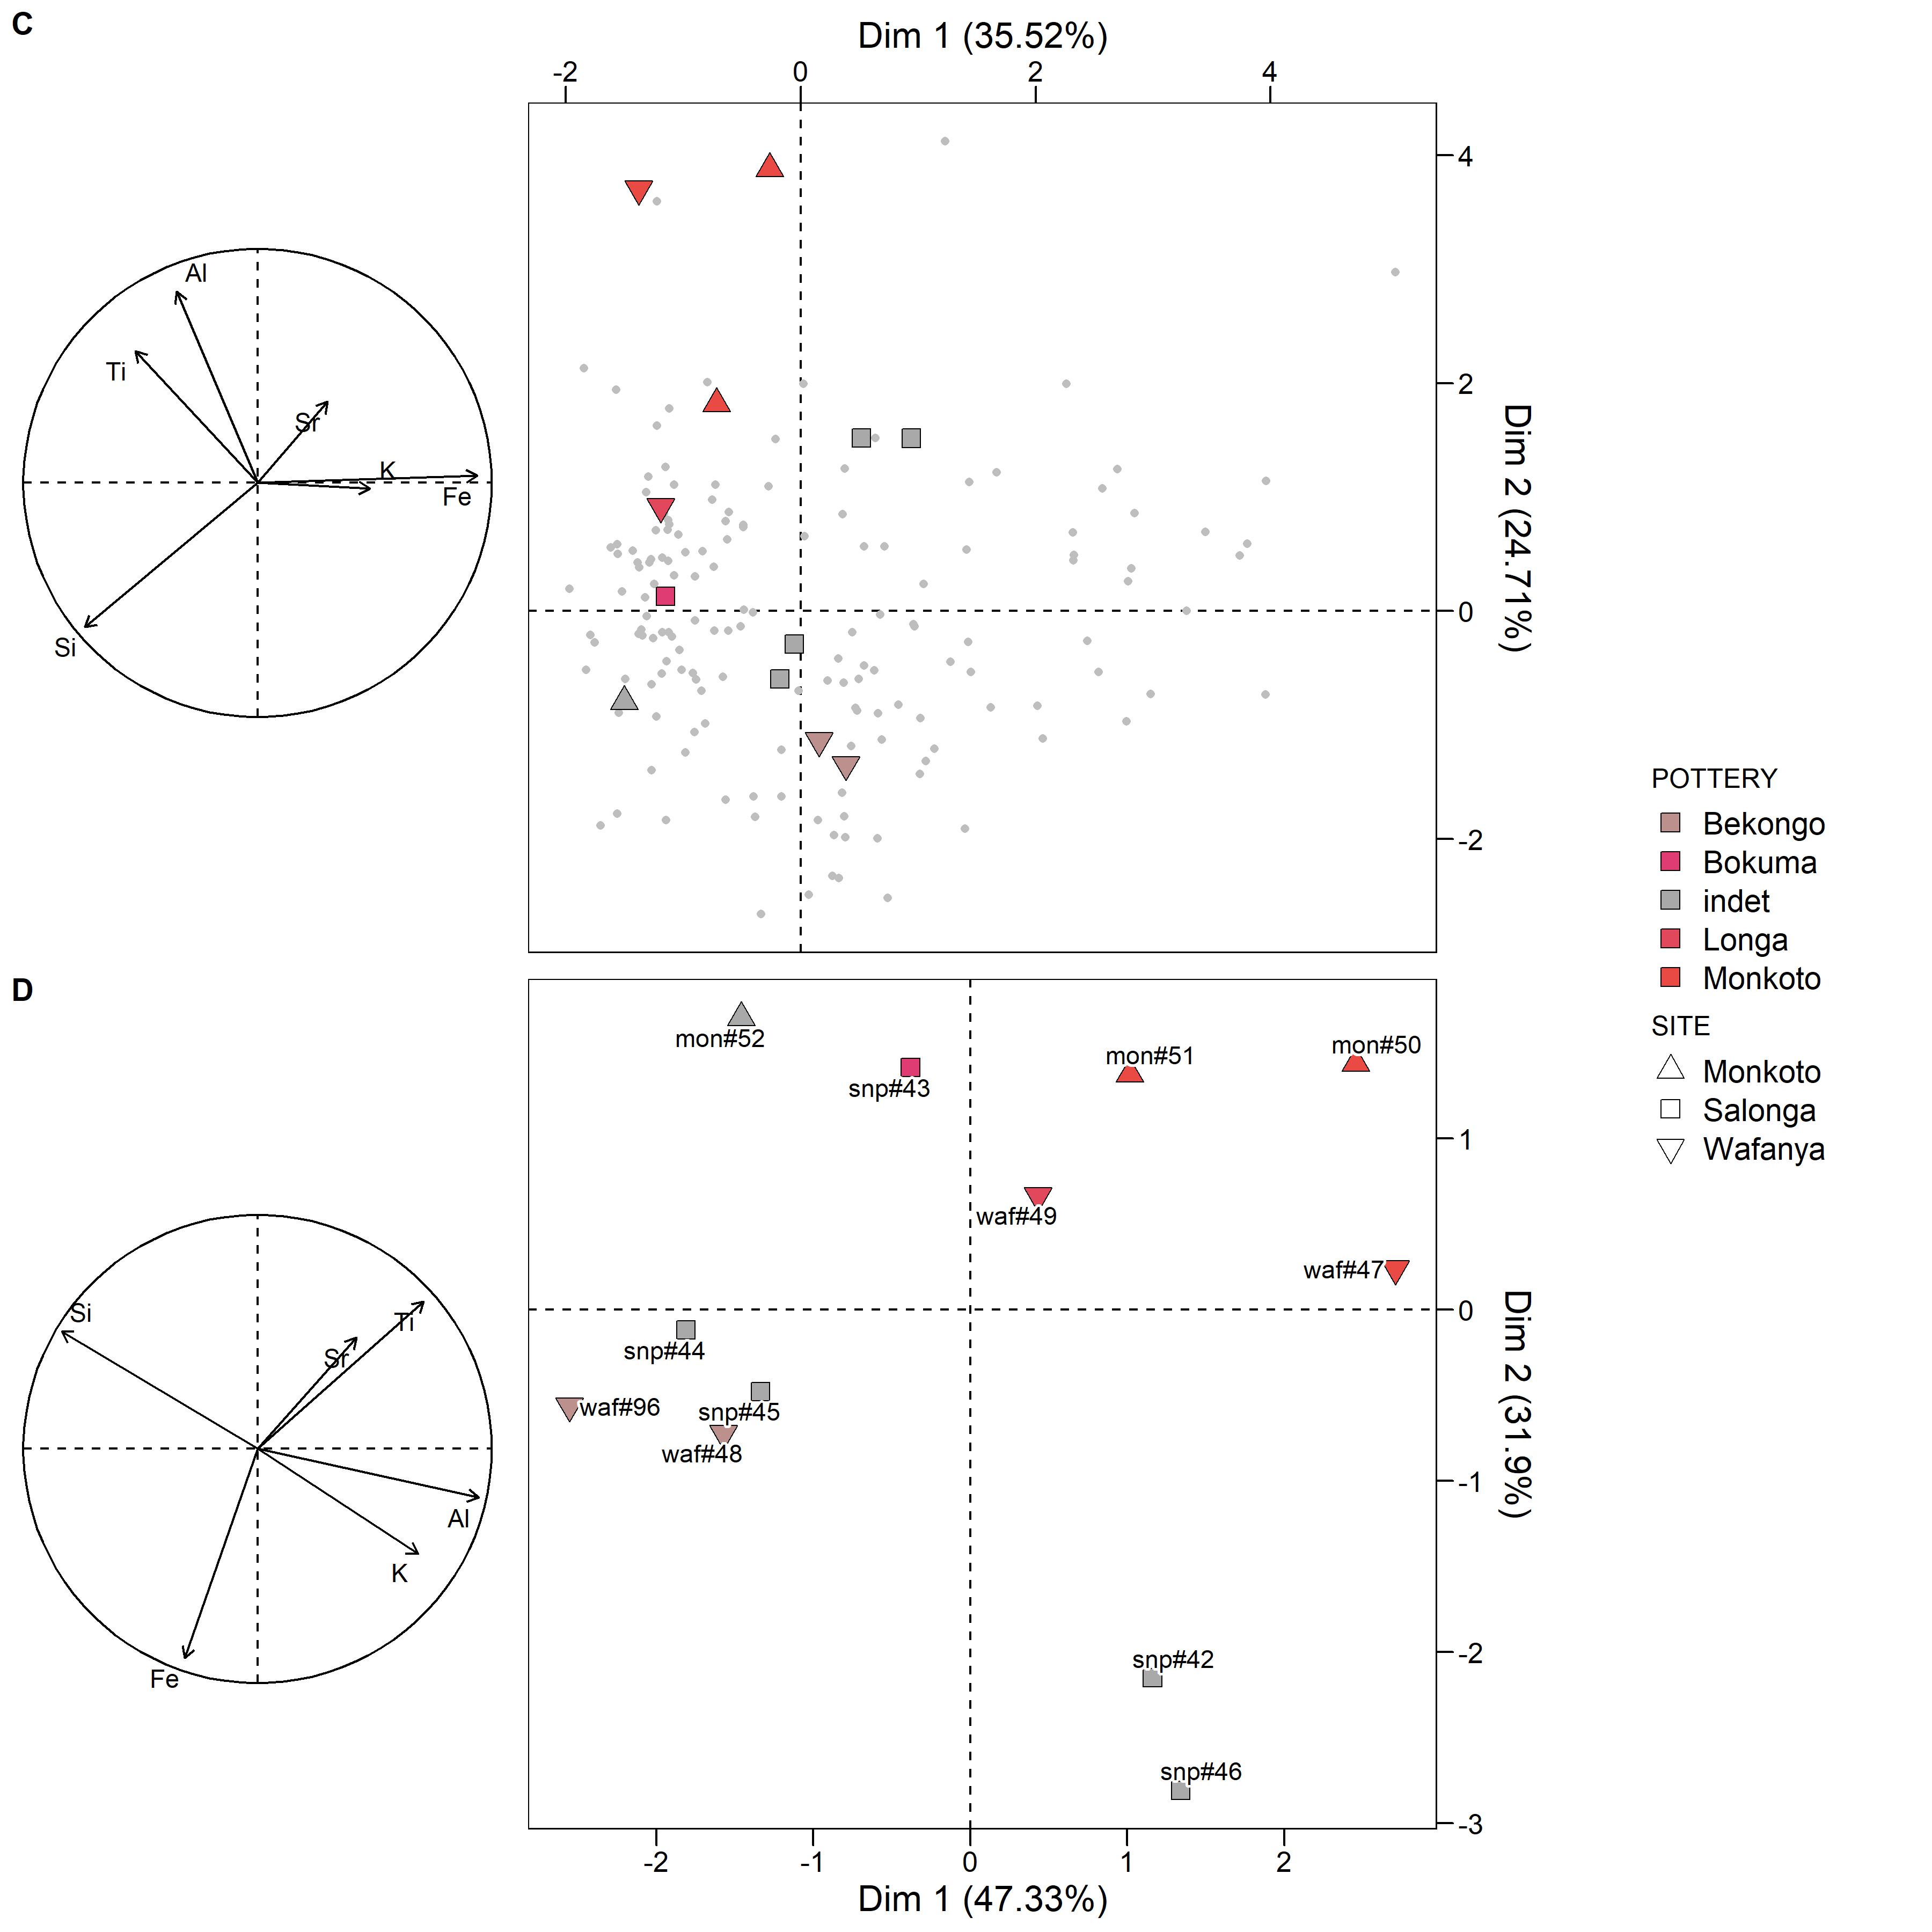 C
Dim 1 (35.52%)
-2 0 2 4
Al
Ti
Sr
K
Fe
Si
4
2
0
-2
Dim 2 (24.71%)
POTTERY
Bekongo
Bokuma
indet
Longa
Monkoto
SITE
Monkoto
Salonga
Wafanya
D
Si
Ti
Sr
Al
K
Fe
mon#52
snp#43
mon#51
mon#50
waf#49
waf#47
snp#44
waf#96
snp#45
waf#48
snp#42
snp#46
1
0
-1
-2
-3
Dim 2 (31.9%)
-2 -1 0 1 2
Dim 1 (47.33%)